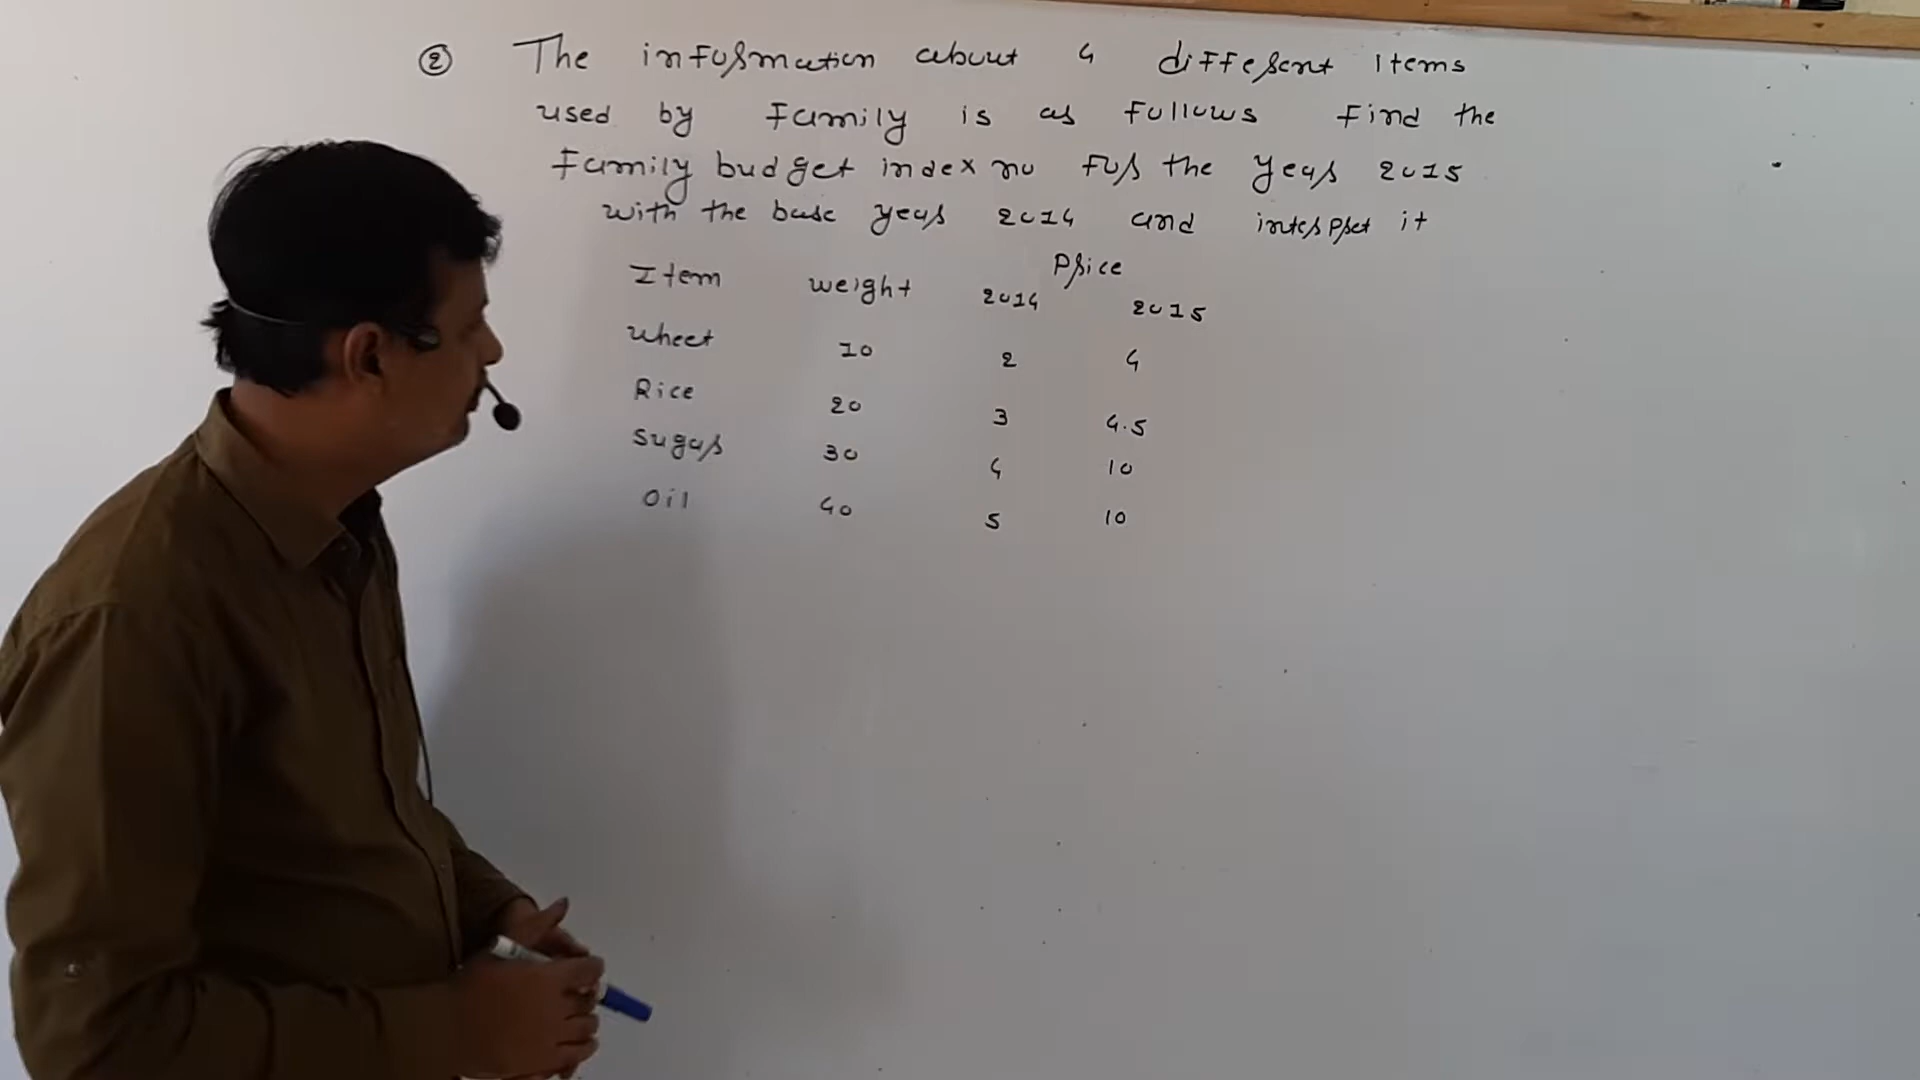 ② The information about 4 different items
used by family is as follows Find the
family budget index no for the year 2015
with the base year 2014 and interpret it
Item weight Price
2014 2015
Wheet 10 2 4
Rice 20 3 4.5
Sugar 30 4 10
Oil 40 5 10